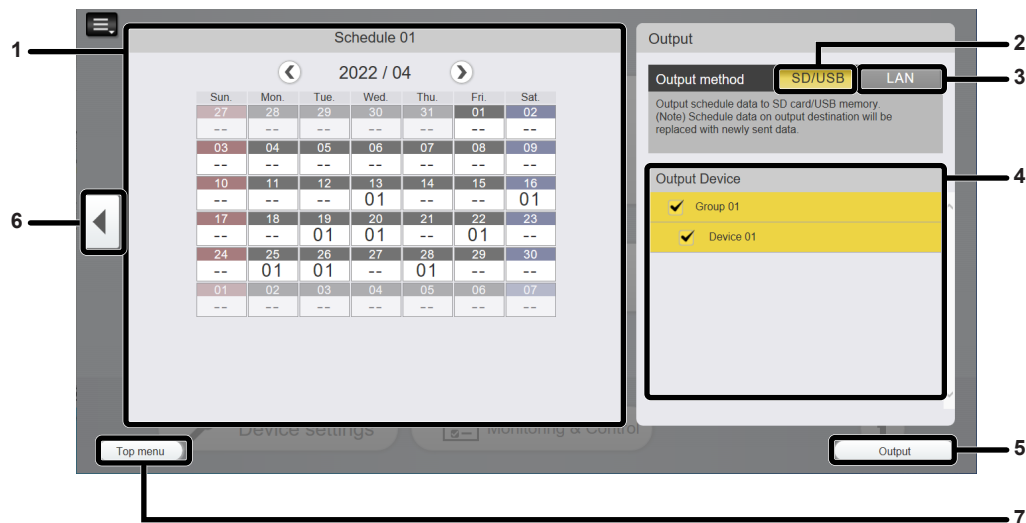 Schedule 01
2022 / 04
Sun. Mon. Tue. Wed. Thu. Fri. Sat.
27 28 29 30 31 01 02
-- -- -- -- -- -- --
03 04 05 06 07 08 09
-- -- -- -- -- -- --
10 11 12 13 14 15 16
-- -- -- 01 -- -- 01
17 18 19 20 21 22 23
-- -- 01 01 -- 01 --
24 25 26 27 28 29 30
-- 01 01 -- 01 -- --
01 02 03 04 05 06 07
-- -- -- -- -- -- --
Output
Output method SD/USB LAN
Output schedule data to SD card/USB memory.
(Note) Schedule data on output destination will be
replaced with newly sent data.
Output Device
Group 01
Device 01
Device settings
Monitoring & Control
Top menu
Output
1
2
3
4
5
6
7